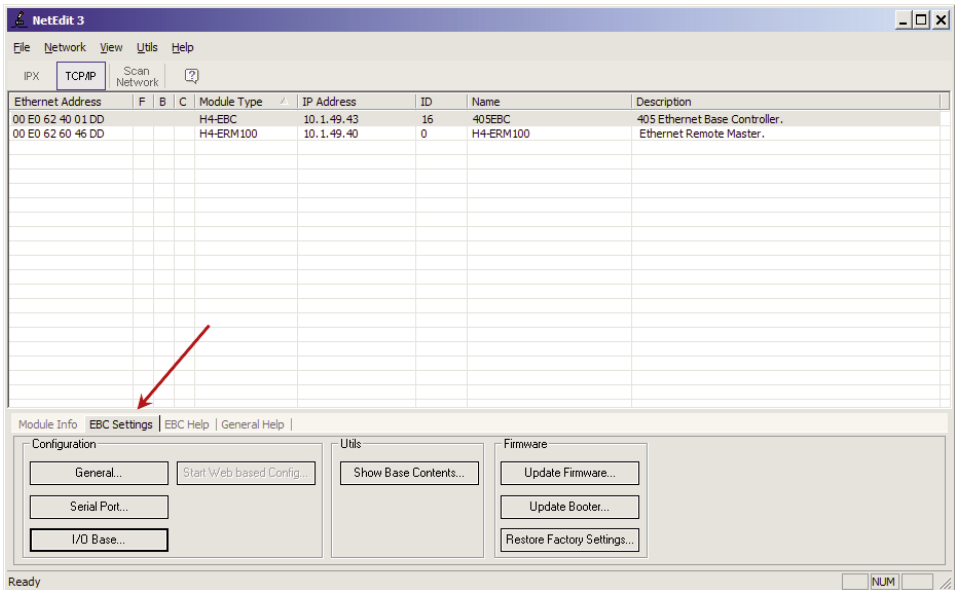 NetEdit 3
File Network View Utils Help
IPX TCP/IP Scan Network
Ethernet Address F B C Module Type IP Address ID Name Description
00 E0 62 40 01 DD H4-EBC 10.1.49.43 16 405EBC 405 Ethernet Base Controller.
00 E0 62 60 46 DD H4-ERM100 10.1.49.40 0 H4-ERM100 Ethernet Remote Master.
Module Info EBC Settings EBC Help General Help
Configuration Utils Firmware
General... Start Web based Config... Show Base Contents... Update Firmware...
Serial Port... Update Booter...
I/O Base... Restore Factory Settings...
Ready NUM